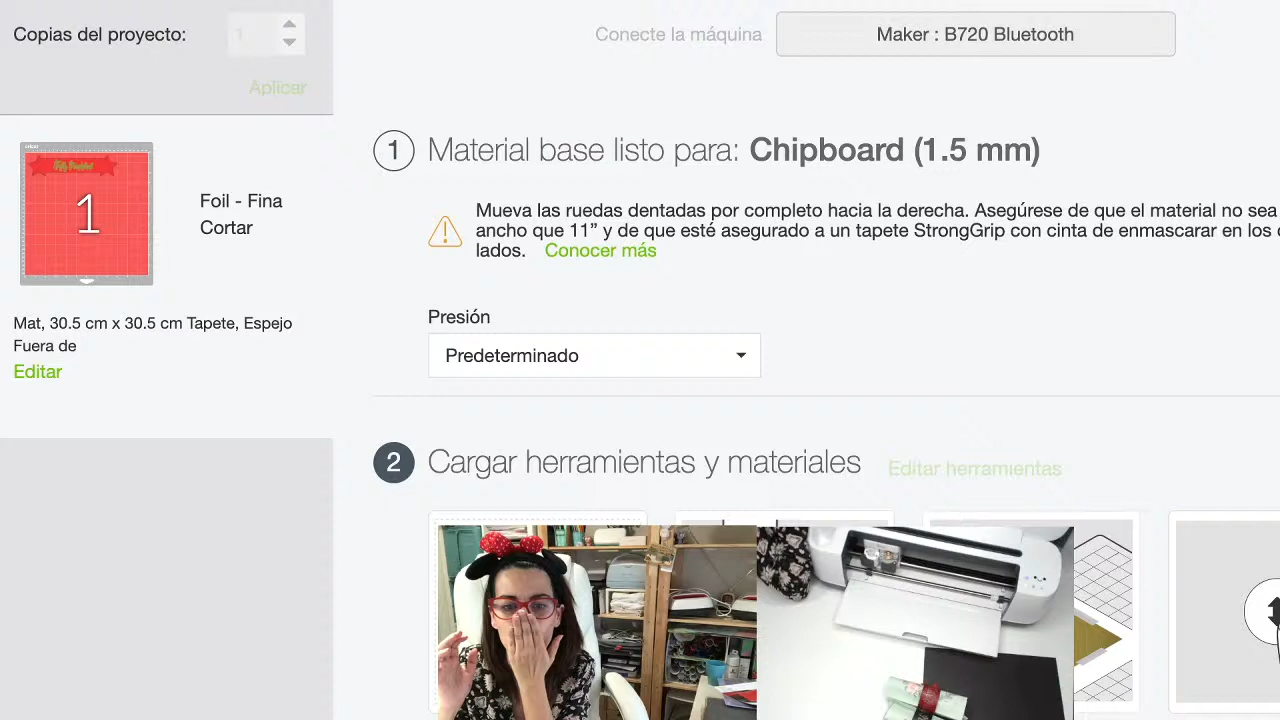 Copias del proyecto:
1
Aplicar
Conecte la máquina
Maker : B720 Bluetooth
1
Foil - Fina
Cortar
Mat, 30.5 cm x 30.5 cm Tapete, Espejo
Fuera de
Editar
1
Material base listo para: Chipboard (1.5 mm)
Mueva las ruedas dentadas por completo hacia la derecha. Asegúrese de que el material no sea
ancho que 11” y de que esté asegurado a un tapete StrongGrip con cinta de enmascarar en los
lados. Conocer más
Presión
Predeterminado
2
Cargar herramientas y materiales
Editar herramientas